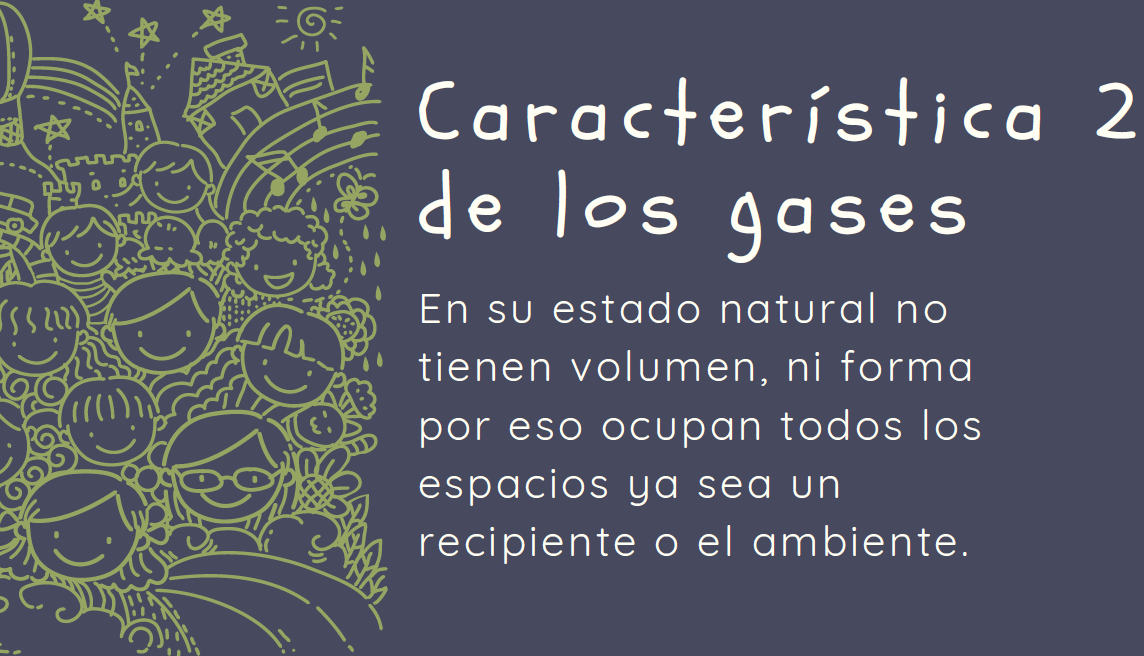 Característica 2
de los gases
En su estado natural no
tienen volumen, ni forma
por eso ocupan todos los
espacios ya sea un
recipiente o el ambiente.